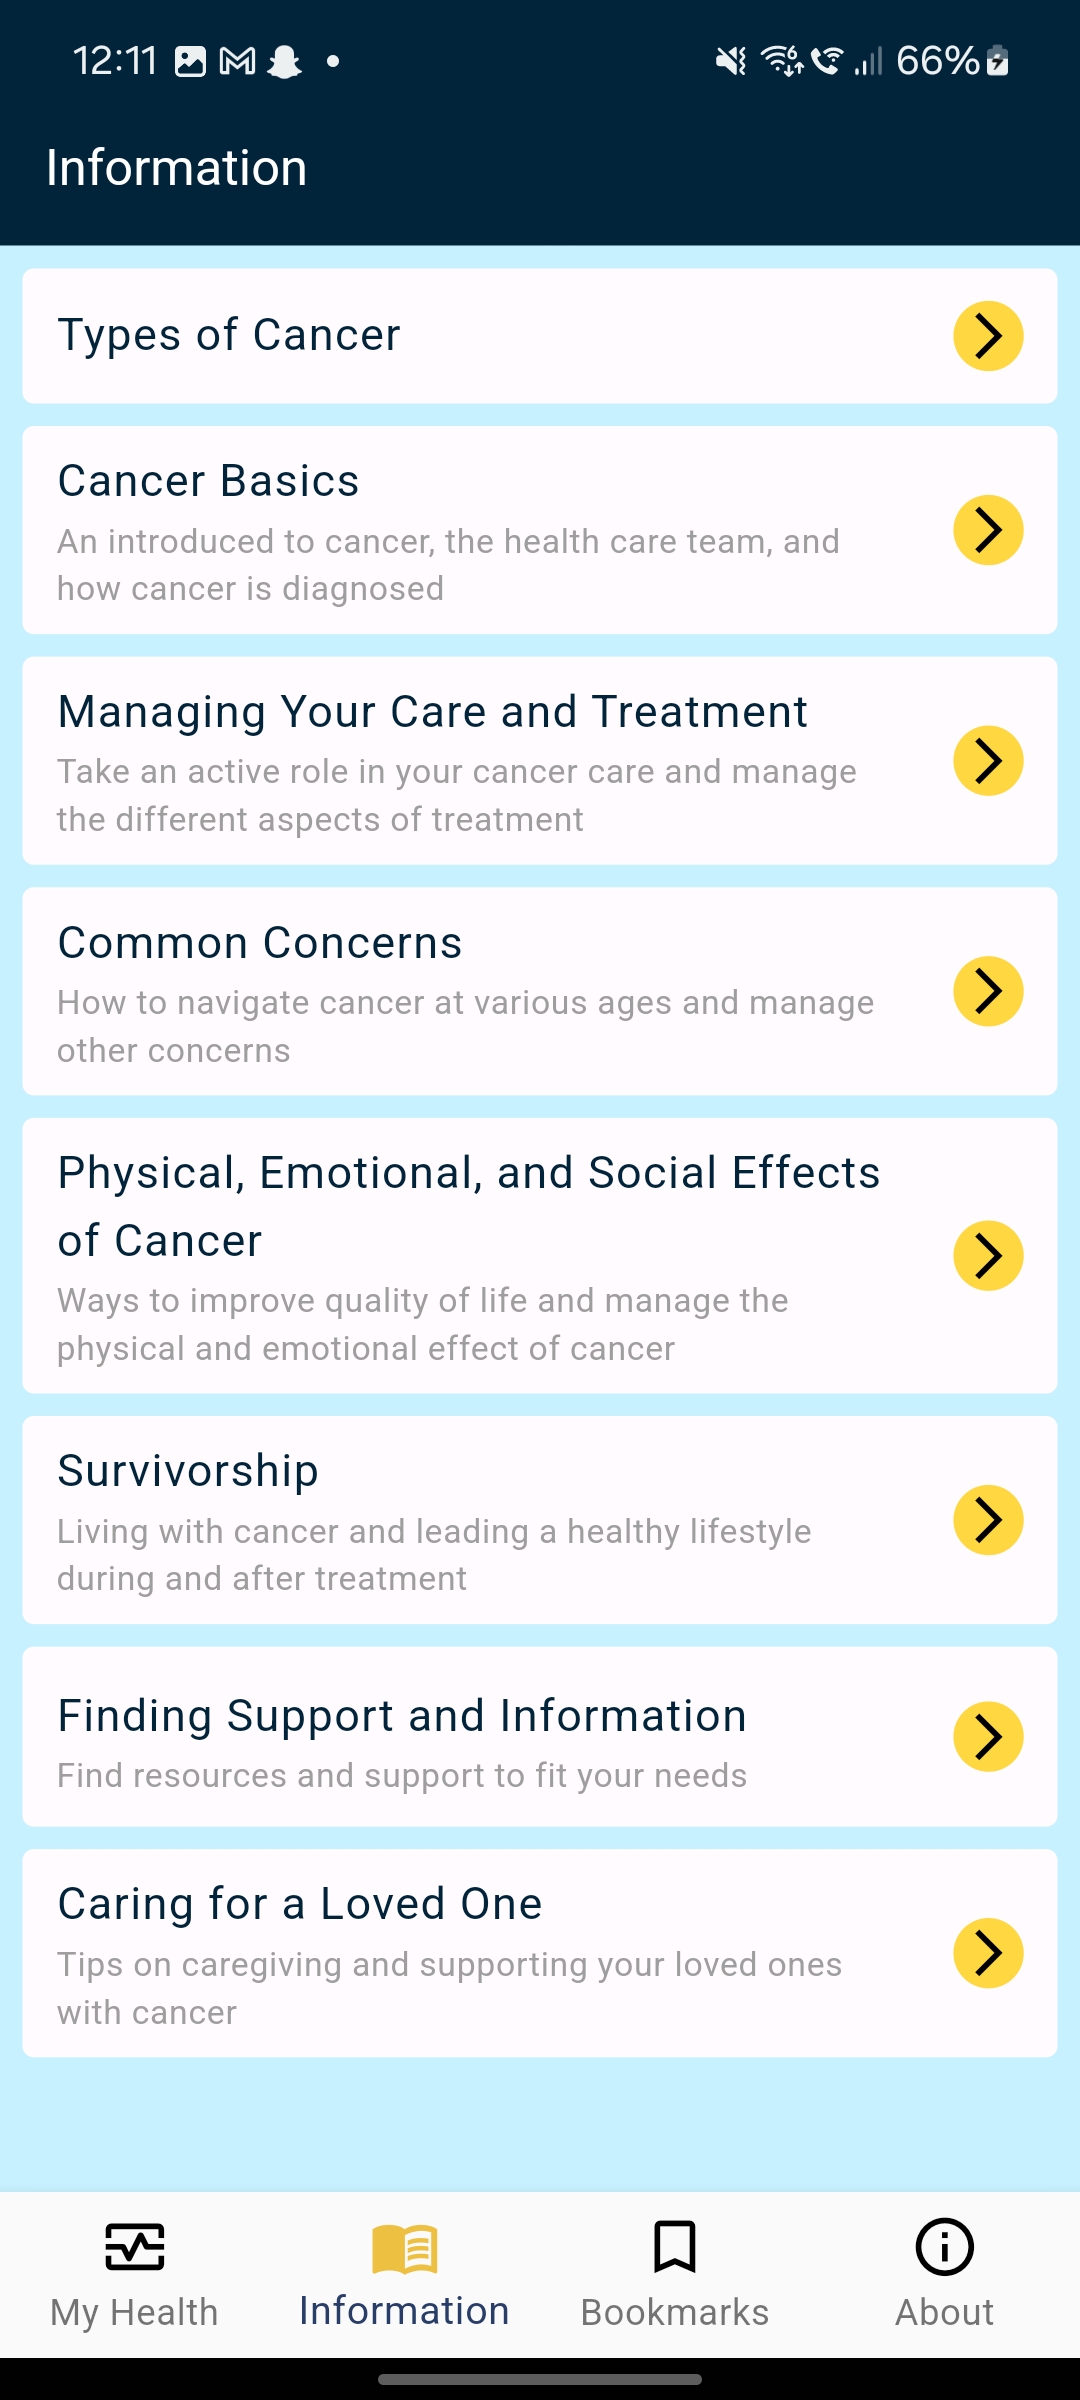 12:11
66%
Information
Types of Cancer
Cancer Basics
An introduced to cancer, the health care team, and
how cancer is diagnosed
Managing Your Care and Treatment
Take an active role in your cancer care and manage
the different aspects of treatment
Common Concerns
How to navigate cancer at various ages and manage
other concerns
Physical, Emotional, and Social Effects
of Cancer
Ways to improve quality of life and manage the
physical and emotional effect of cancer
Survivorship
Living with cancer and leading a healthy lifestyle
during and after treatment
Finding Support and Information
Find resources and support to fit your needs
Caring for a Loved One
Tips on caregiving and supporting your loved ones
with cancer
My Health
Information
Bookmarks
About